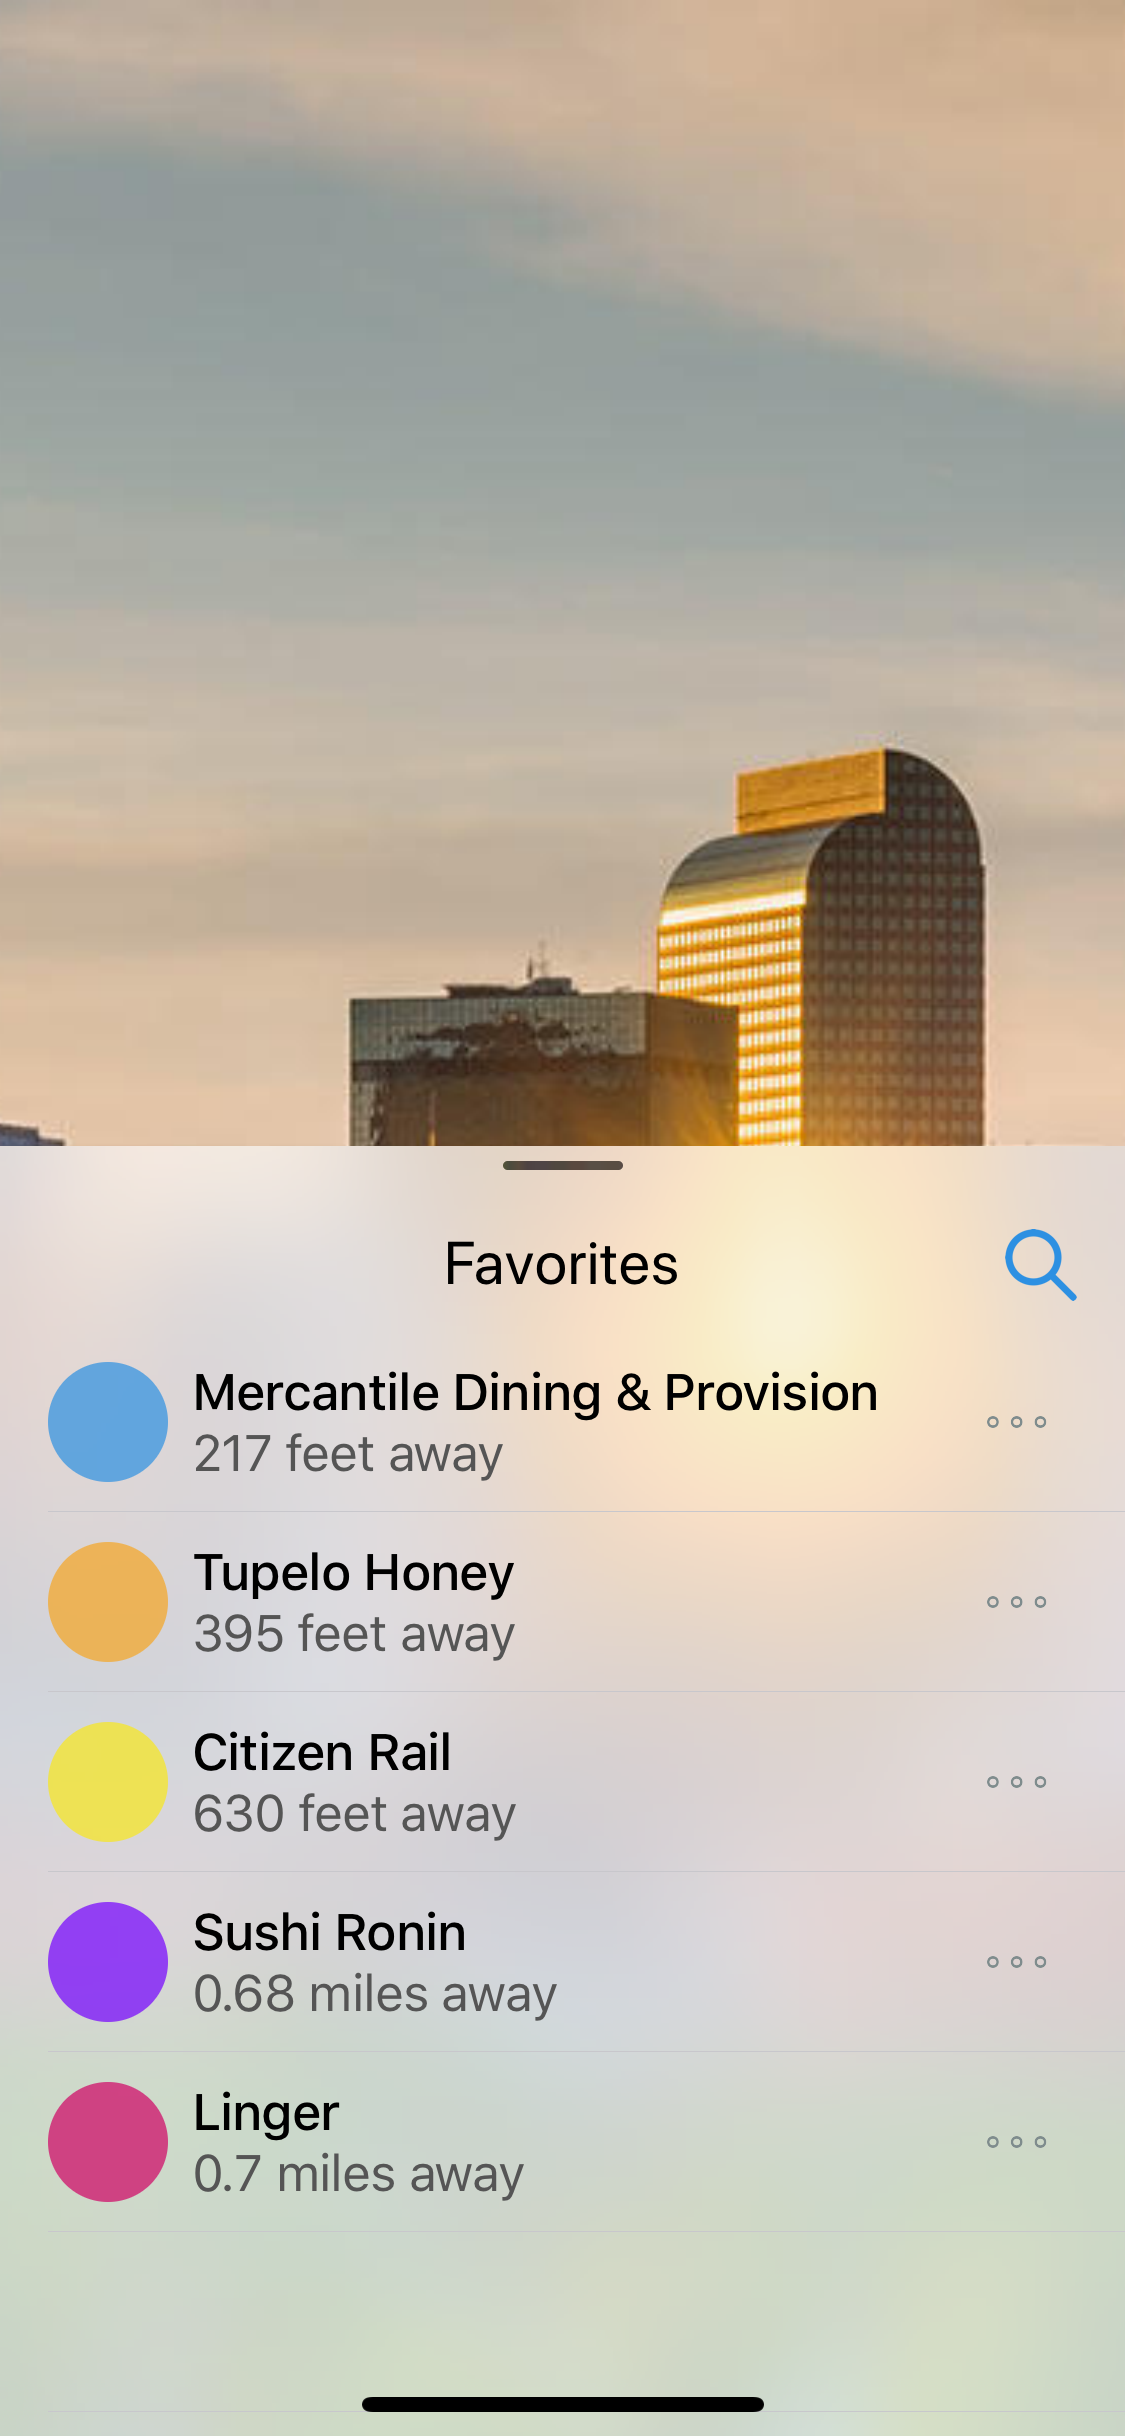 Favorites
Mercantile Dining & Provision
217 feet away
Tupelo Honey
395 feet away
Citizen Rail
630 feet away
Sushi Ronin
0.68 miles away
Linger
0.7 miles away